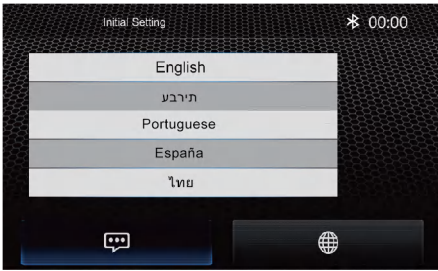 Initial Setting
00:00
English
תירבע
Portuguese
España
ไทย